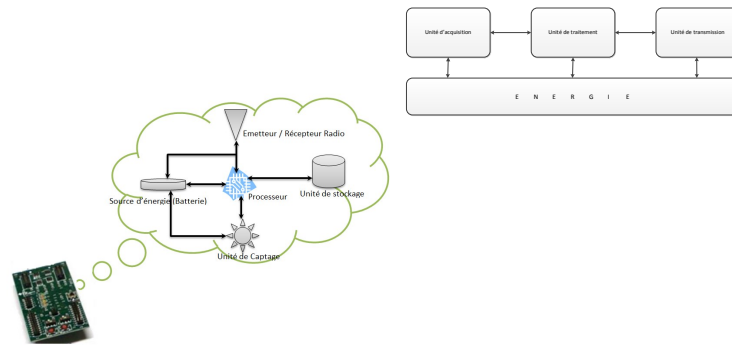 Unité d'acquisition
Unité de traitement
Unité de transmission
E N E R G I E
Emetteur / Récepteur Radio
Source d'énergie (Batterie)
Processeur
Unité de stockage
Unité de Captage